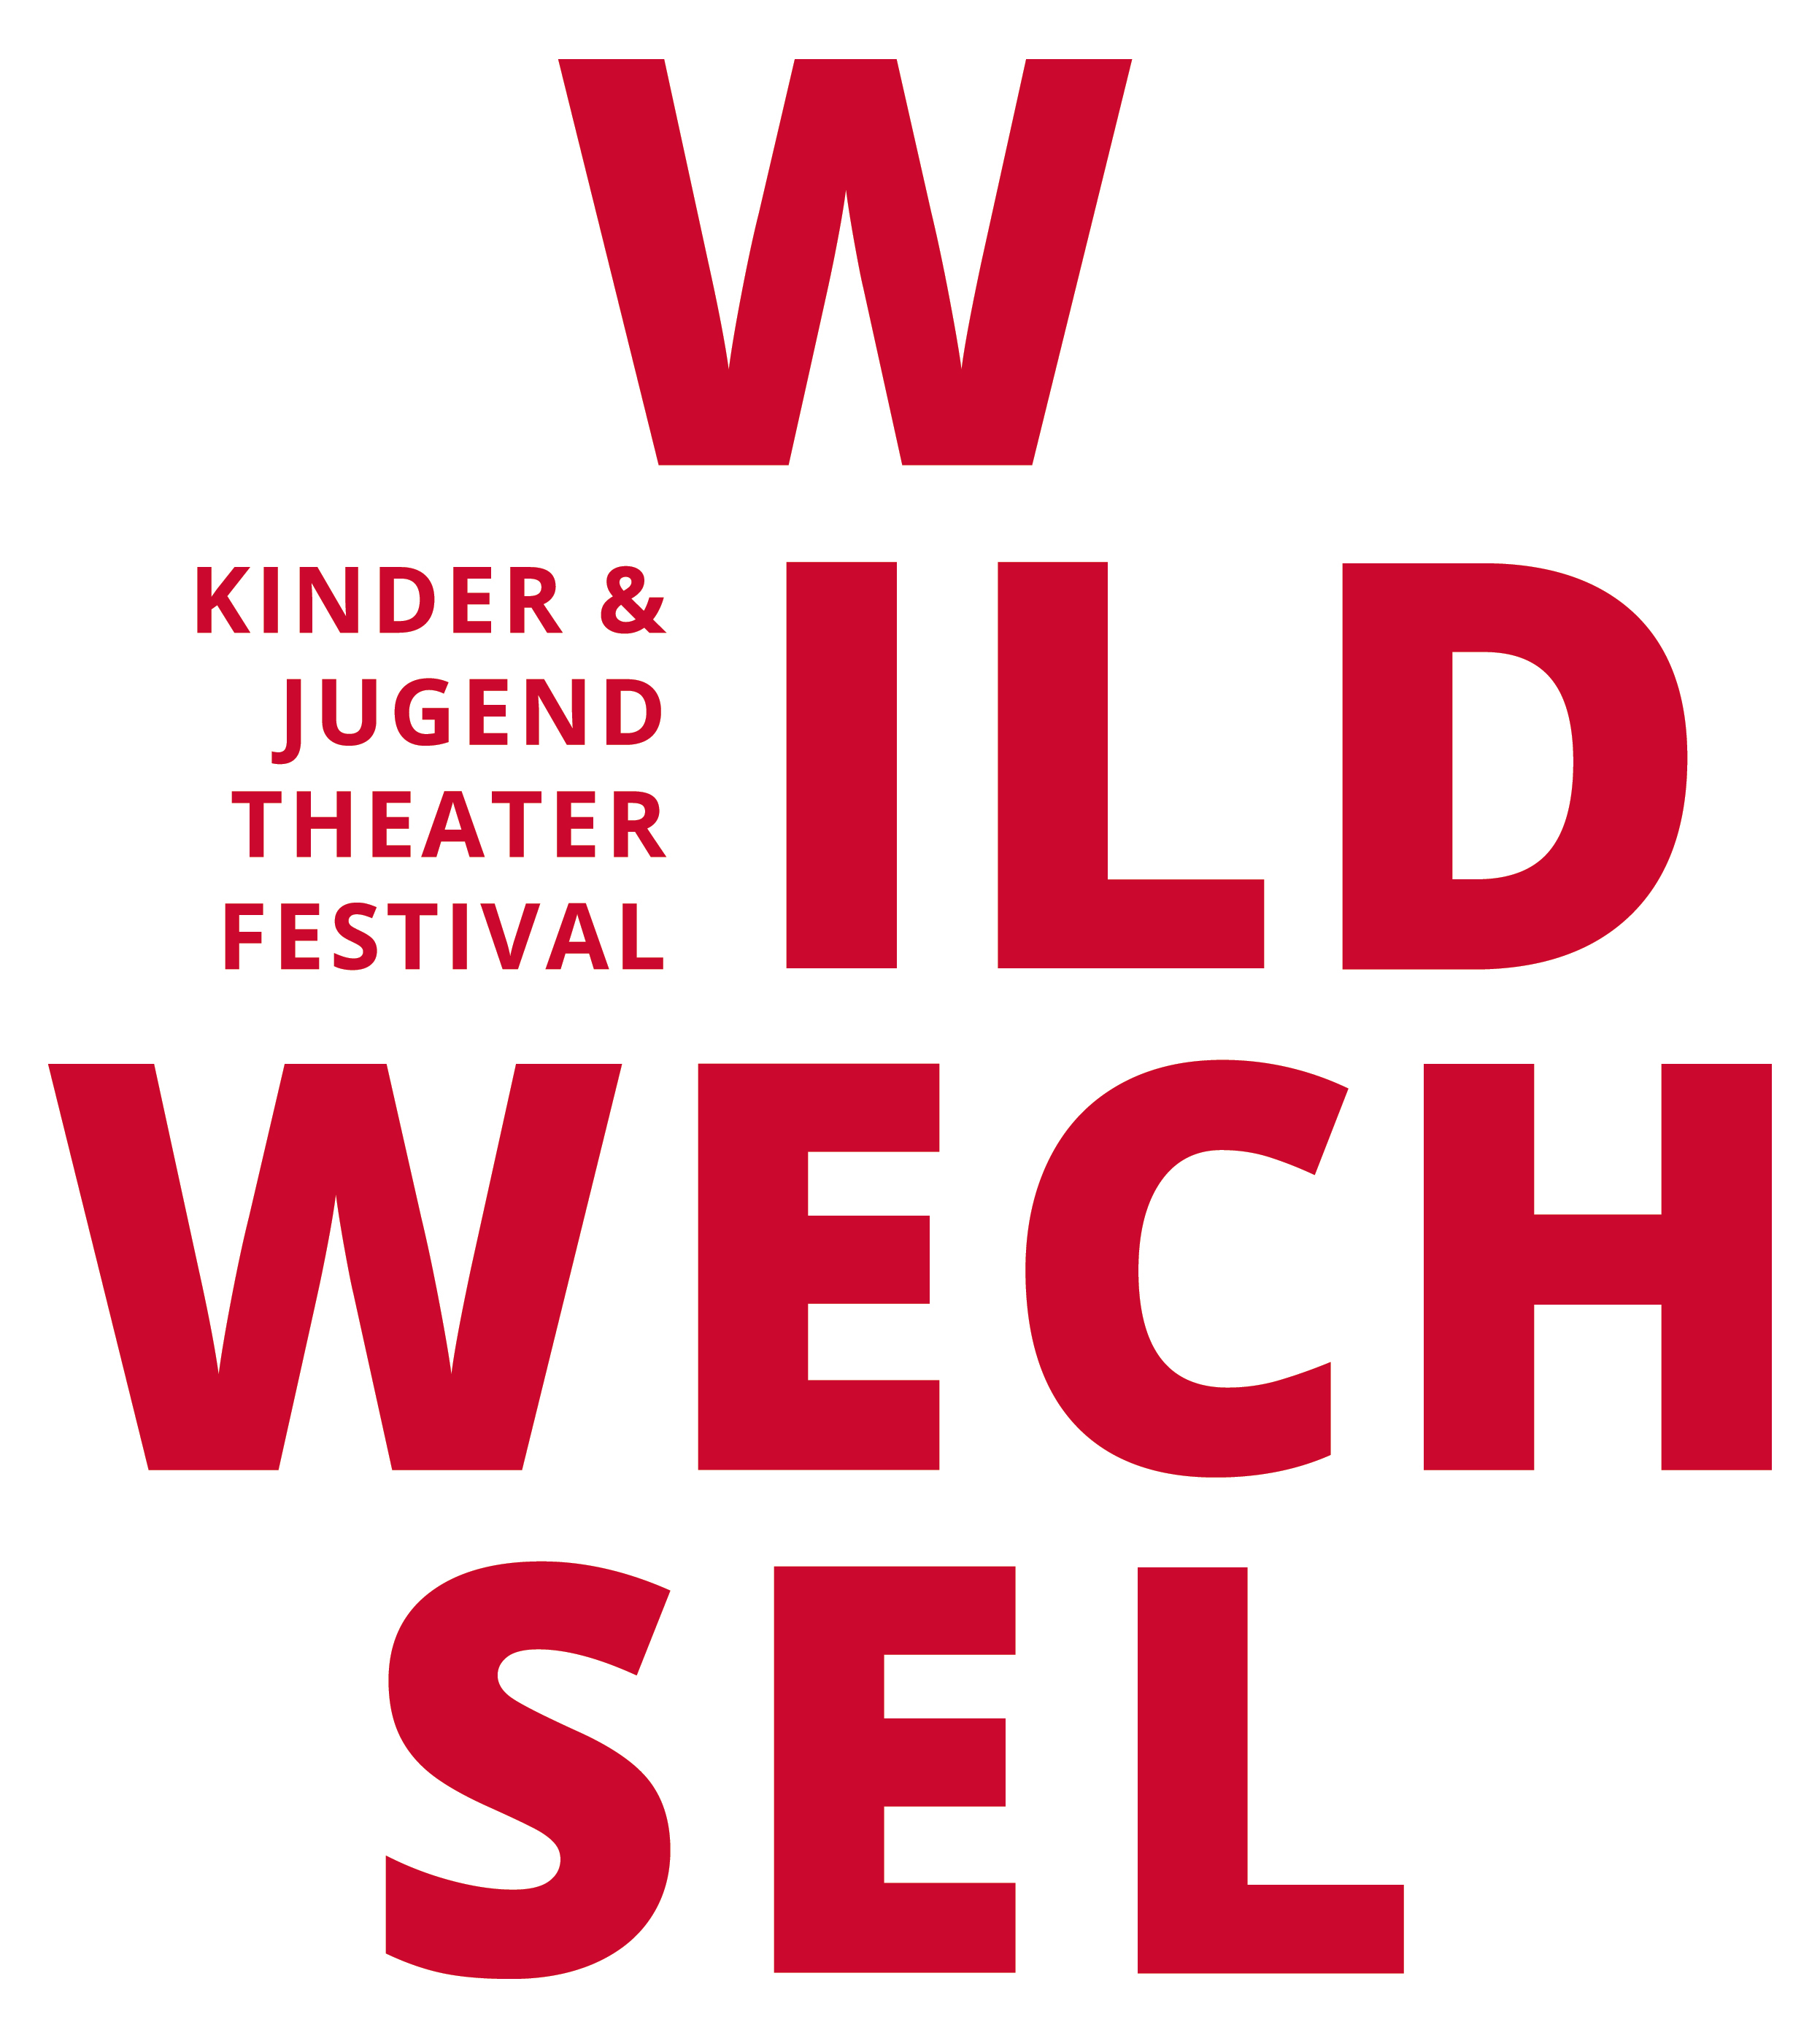 W
KINDER &
JUGEND
THEATER
FESTIVAL
ILD
WECH
SEL